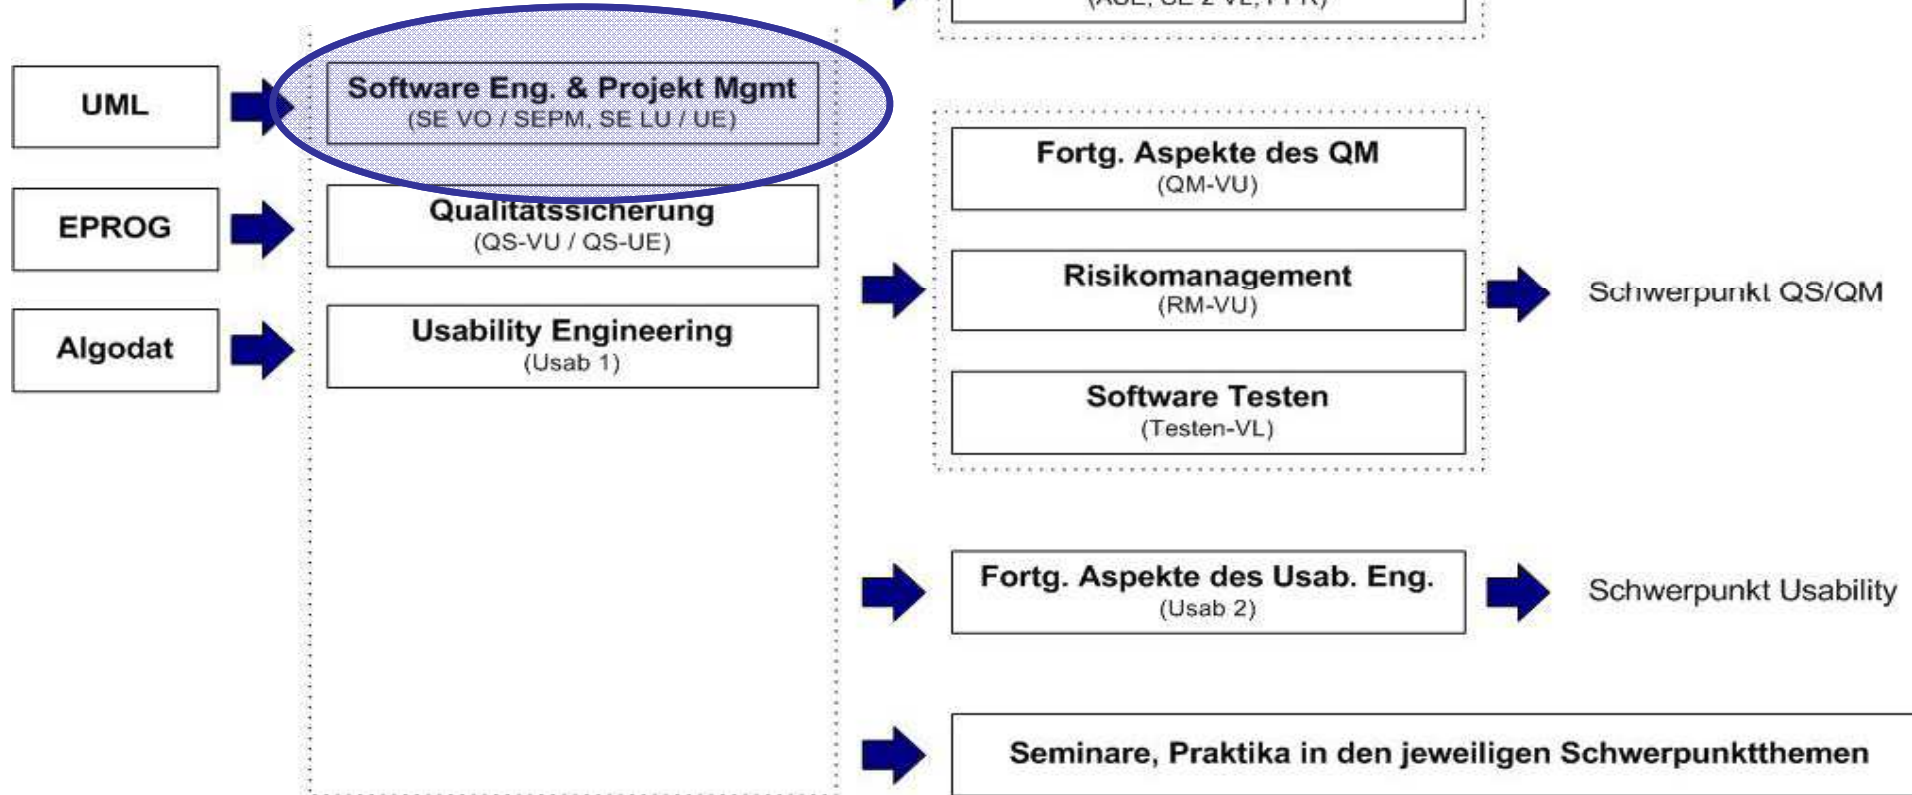 UML
EPROG
Algodat
Software Eng. & Projekt Mgmt
(SE VO / SEPM, SE LU / UE)
Qualitätssicherung
(QS-VU / QS-UE)
Usability Engineering
(Usab 1)
Fortg. Aspekte des QM
(QM-VU)
Risikomanagement
(RM-VU)
Software Testen
(Testen-VL)
Schwerpunkt QS/QM
Fortg. Aspekte des Usab. Eng.
(Usab 2)
Schwerpunkt Usability
Seminare, Praktika in den jeweiligen Schwerpunktthemen